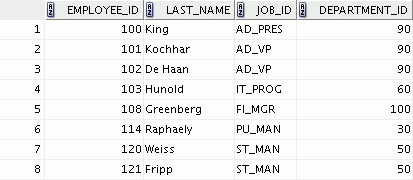 EMPLOYEE_ID LAST_NAME JOB_ID DEPARTMENT_ID
1 100 King AD_PRES 90
2 101 Kochhar AD_VP 90
3 102 De Haan AD_VP 90
4 103 Hunold IT_PROG 60
5 108 Greenberg FI_MGR 100
6 114 Raphaely PU_MAN 30
7 120 Weiss ST_MAN 50
8 121 Fripp ST_MAN 50